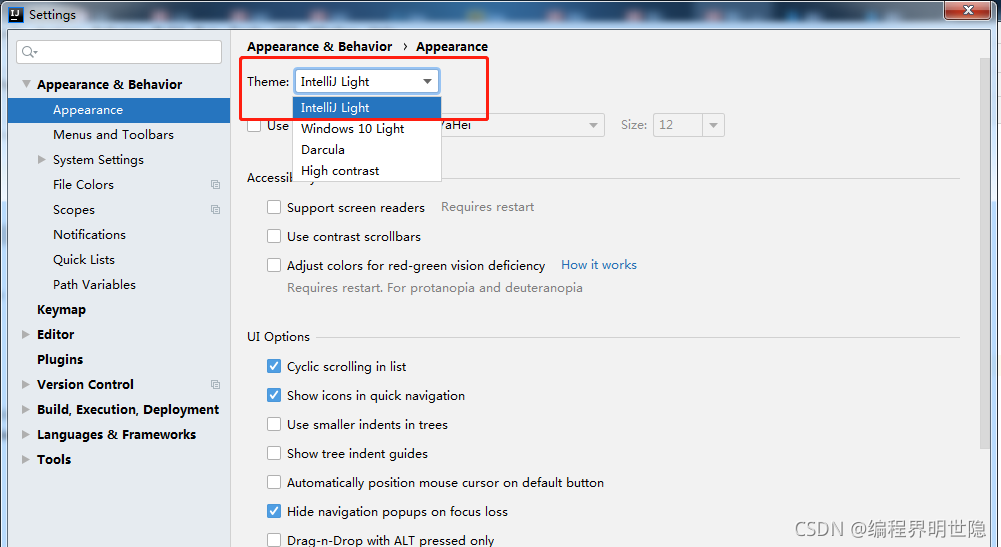 IJ Settings
Appearance & Behavior
Appearance
Menus and Toolbars
System Settings
File Colors
Scopes
Notifications
Quick Lists
Path Variables
Keymap
Editor
Plugins
Version Control
Build, Execution, Deployment
Languages & Frameworks
Tools
Appearance & Behavior › Appearance
Theme: IntelliJ Light
IntelliJ Light
Windows 10 Light
Darcula
High contrast
Use Size: 12
Support screen readers Requires restart
Use contrast scrollbars
Adjust colors for red-green vision deficiency How it works
Requires restart. For protanopia and deuteranopia
UI Options
Cyclic scrolling in list
Show icons in quick navigation
Use smaller indents in trees
Show tree indent guides
Automatically position mouse cursor on default button
Hide navigation popups on focus loss
Drag-n-Drop with ALT pressed only
CSDN @编程界明世隐